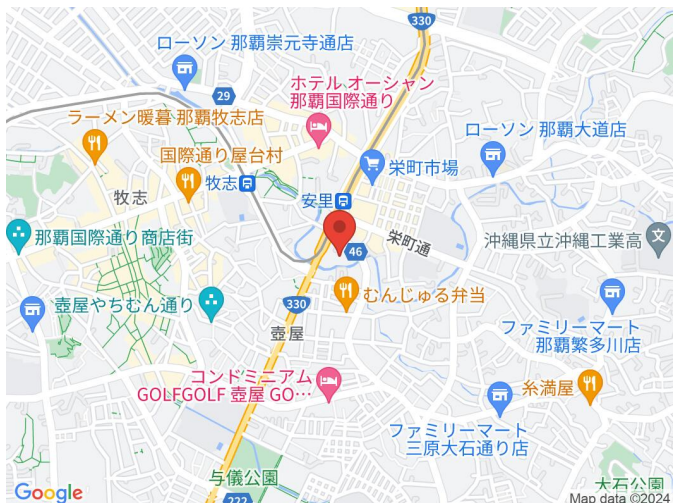 330
ローソン 那覇崇元寺通店
29
ホテル オーシャン
那覇国際通り
ラーメン暖暮 那覇牧志店
ローソン 那覇大道店
国際通り屋台村
栄町市場
牧志
牧志
安里
那覇国際通り商店街
栄町通
沖縄県立沖縄工業高
文
46
壺屋やちむん通り
330
むんじゅる弁当
壺屋
ファミリーマート
那覇繁多川店
コンドミニアム
GOLFGOLF 壺屋 GO…
糸満屋
ファミリーマート
三原大石通り店
与儀公園
大石公園
Google
222
Map data ©2024